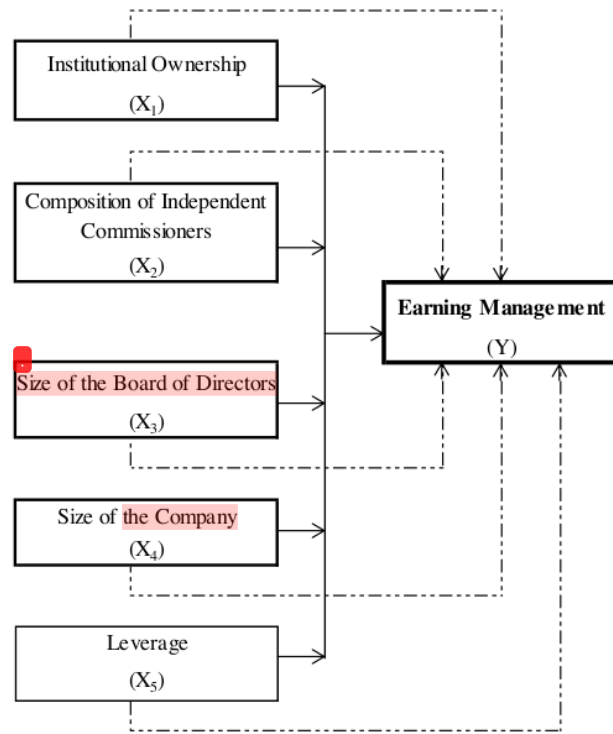 Institutional Ownership
(X₁)
Composition of Independent
Commissioners
(X₂)
Earning Management
(Y)
Size of the Board of Directors
(X₃)
Size of the Company
(X₄)
Leverage
(X₅)